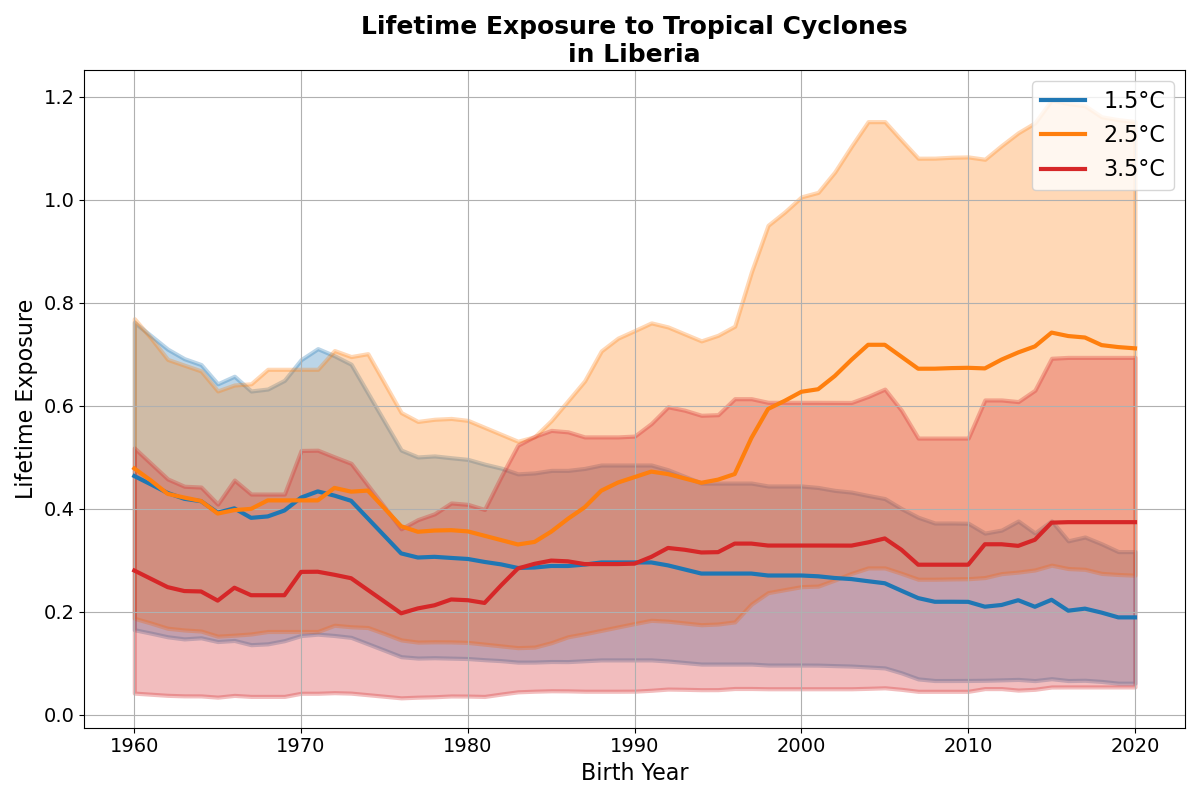 Lifetime Exposure to Tropical Cyclones
in Liberia
1.5°C
2.5°C
3.5°C
Lifetime Exposure
1.2
1.0
0.8
0.6
0.4
0.2
0.0
1960 1970 1980 1990 2000 2010 2020
Birth Year